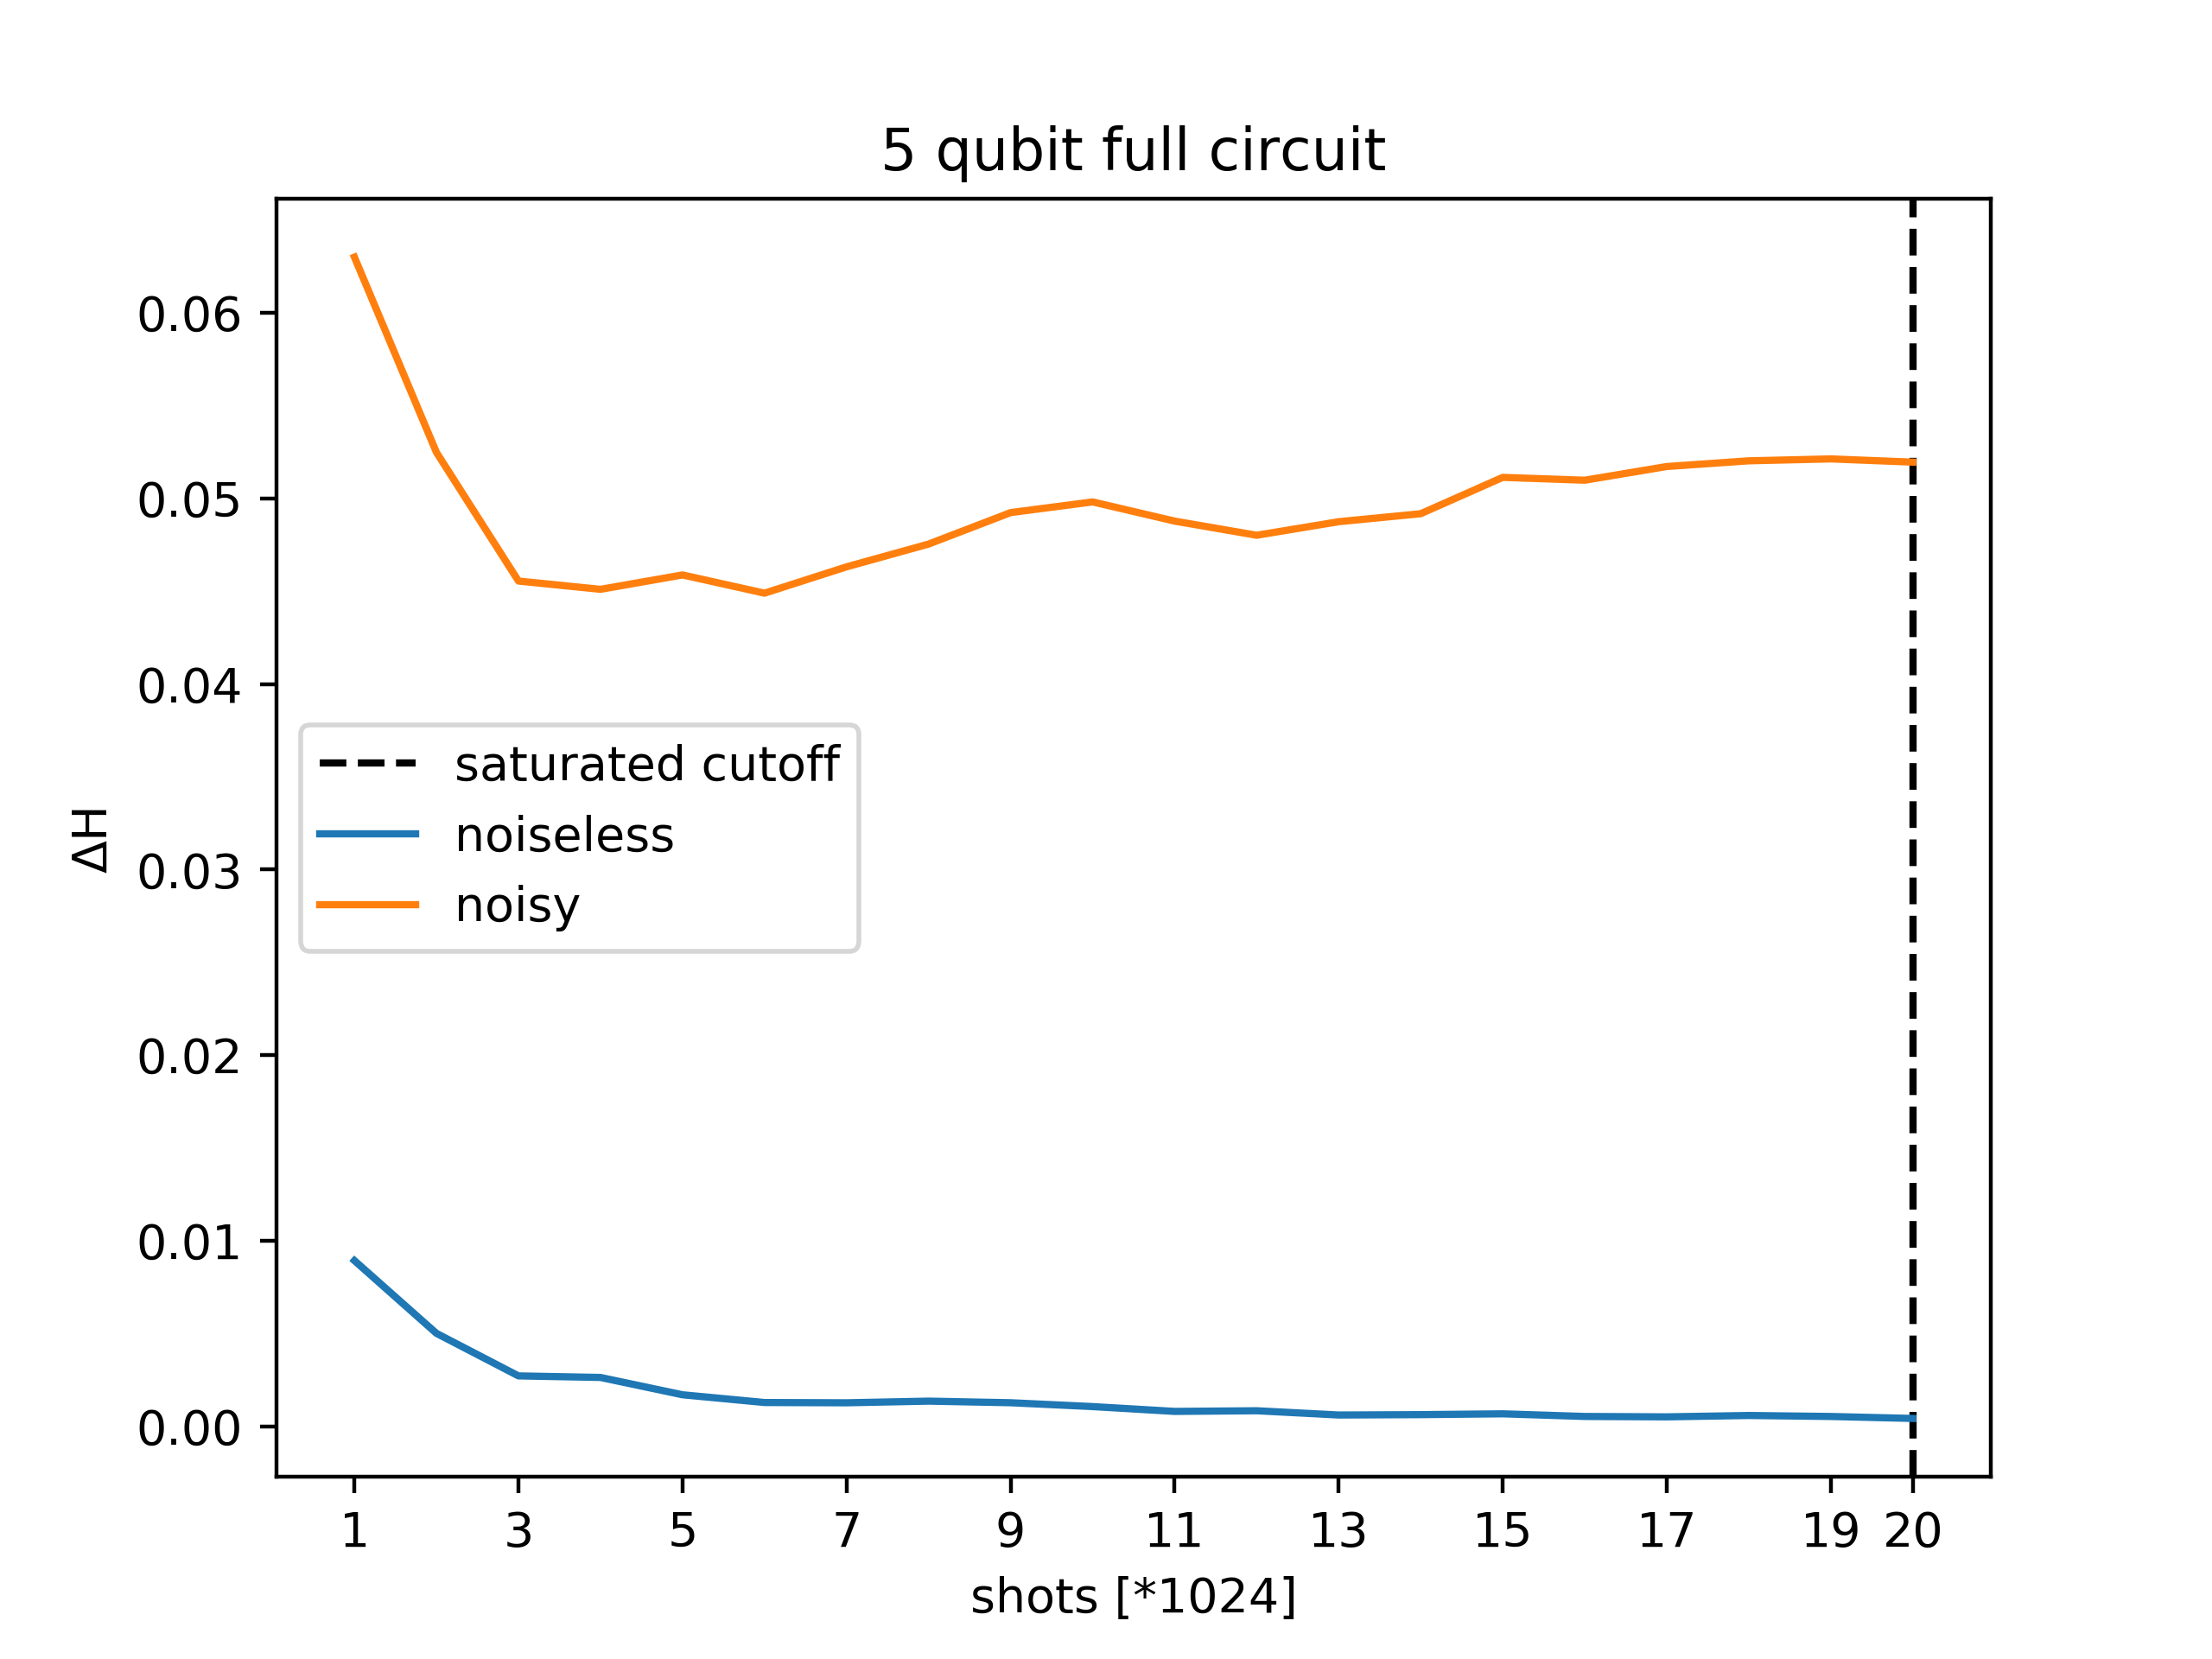 5 qubit full circuit
0.06
0.05
0.04
0.03
0.02
0.01
0.00
ΔH
saturated cutoff
noiseless
noisy
1 3 5 7 9 11 13 15 17 19 20
shots [*1024]